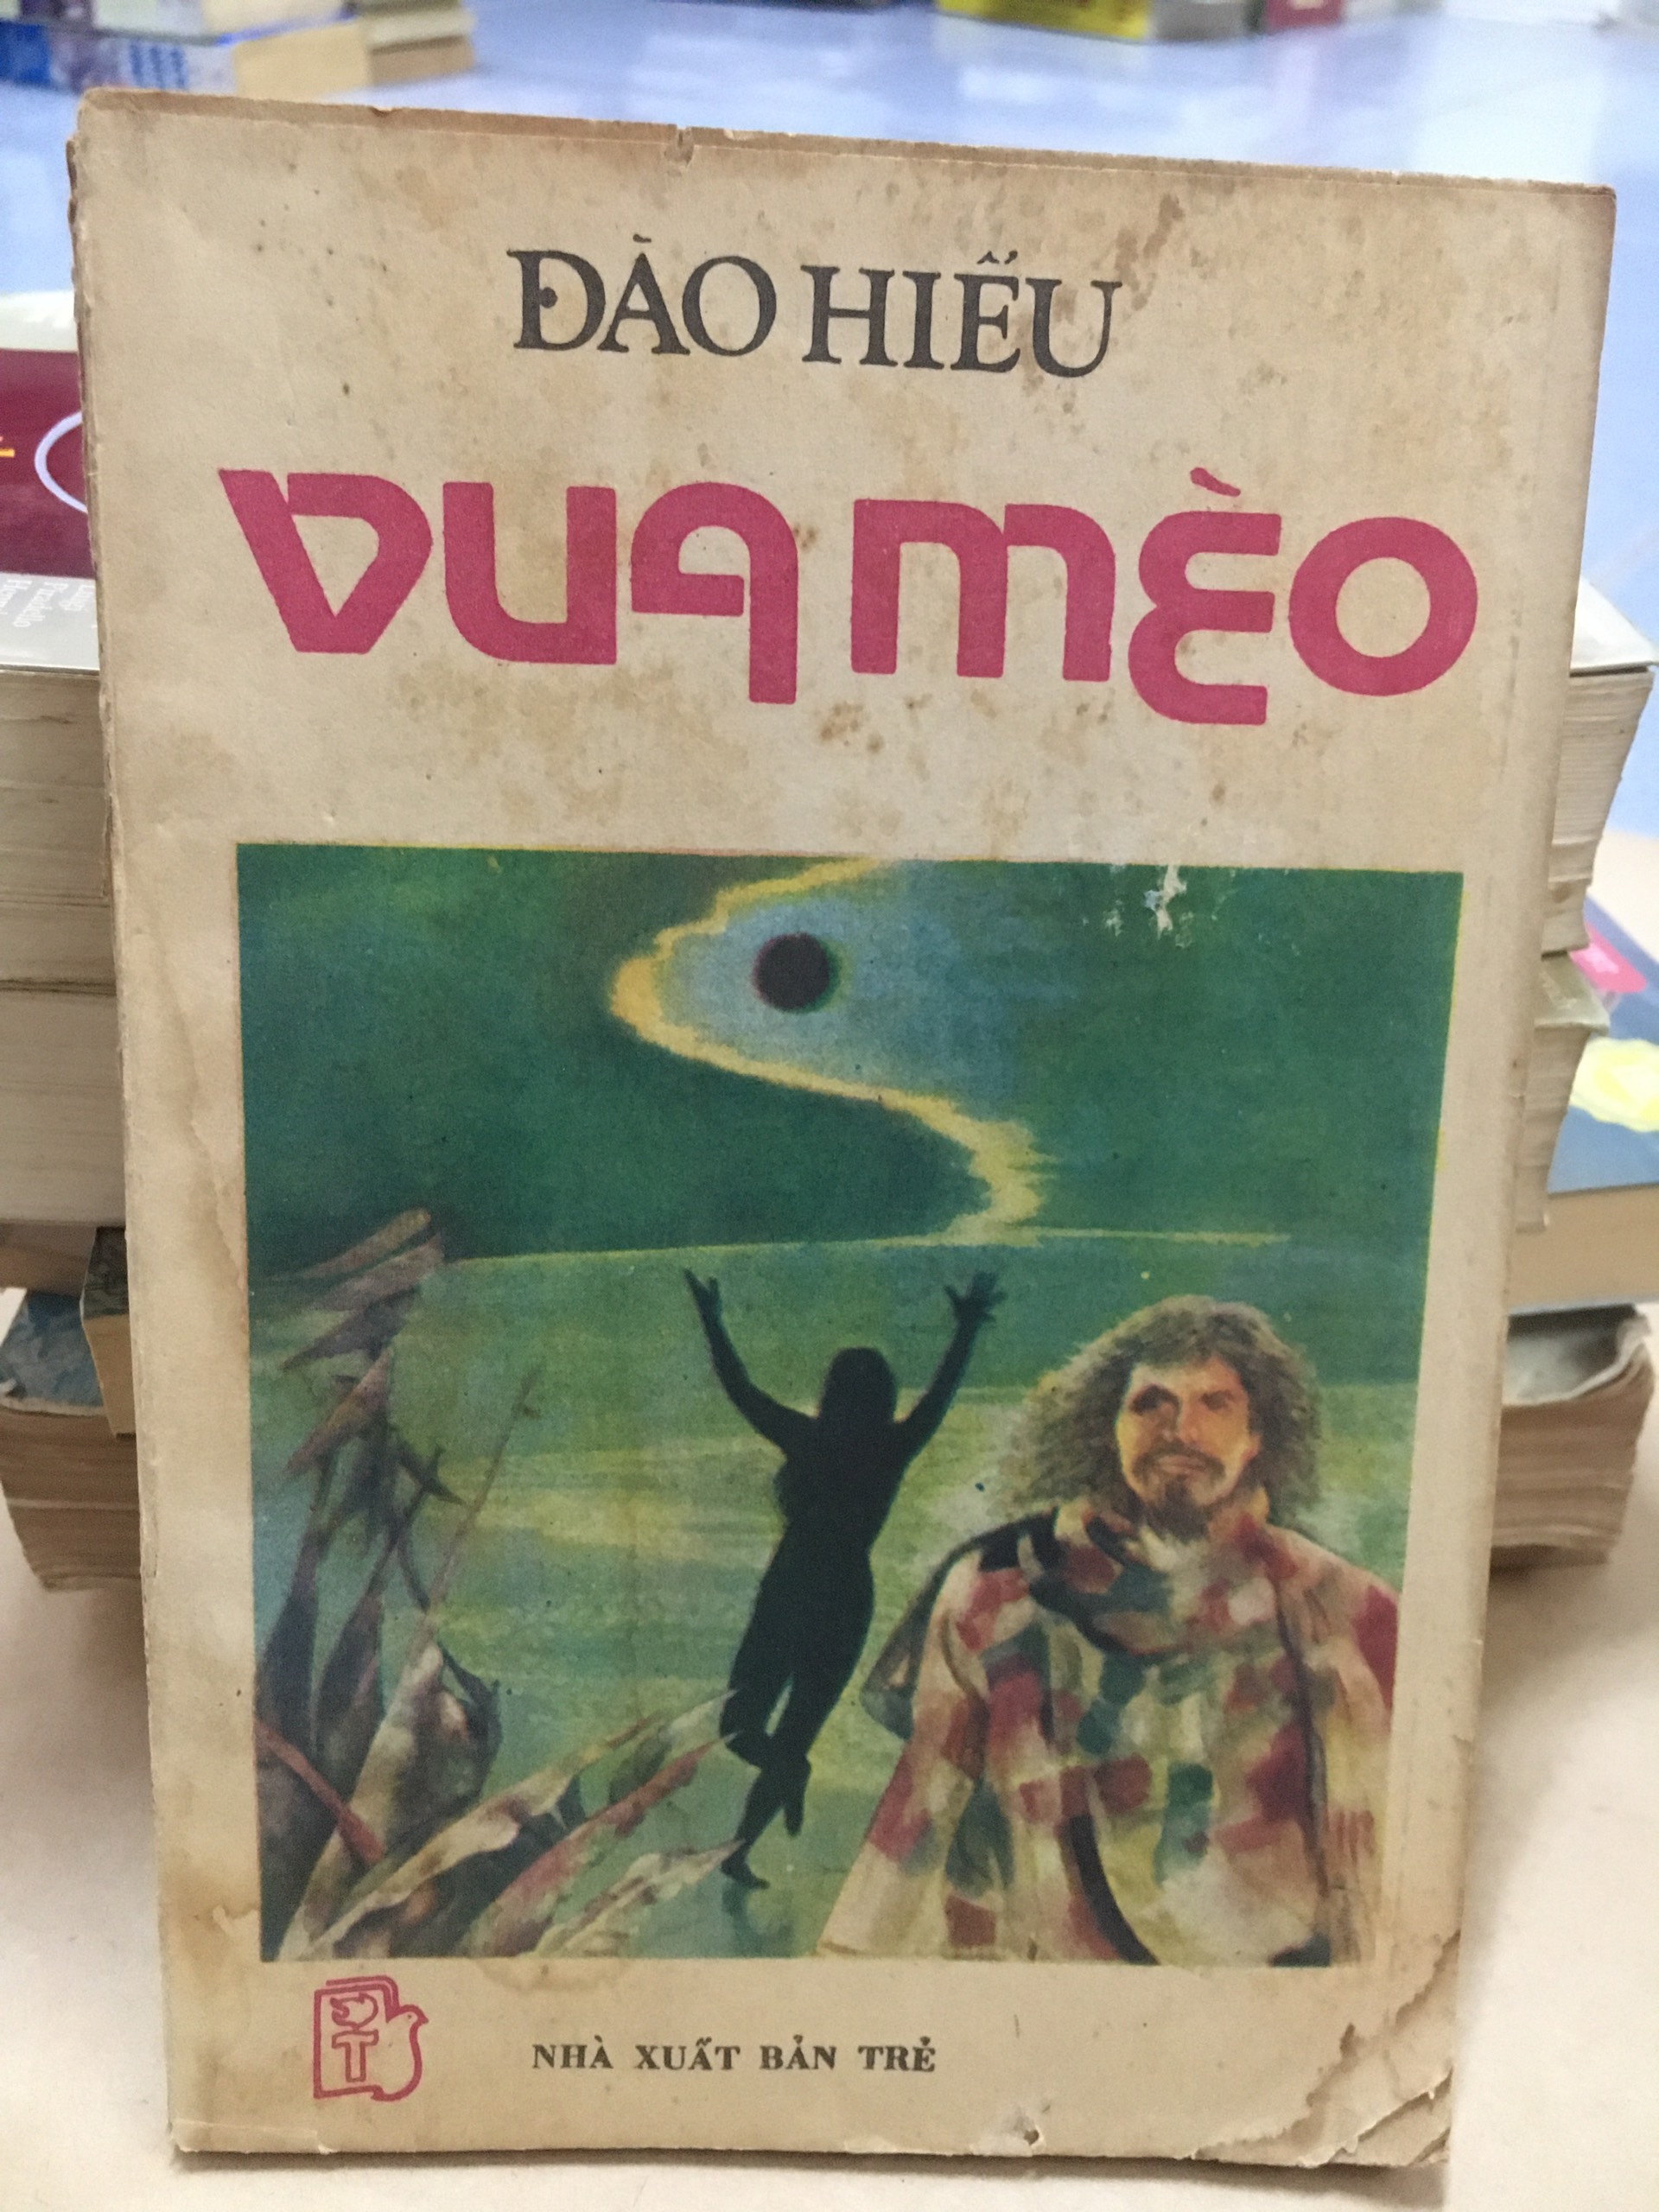 ĐÀO HIẾU
VUA MÈO
T
NHÀ XUẤT BẢN TRẺ